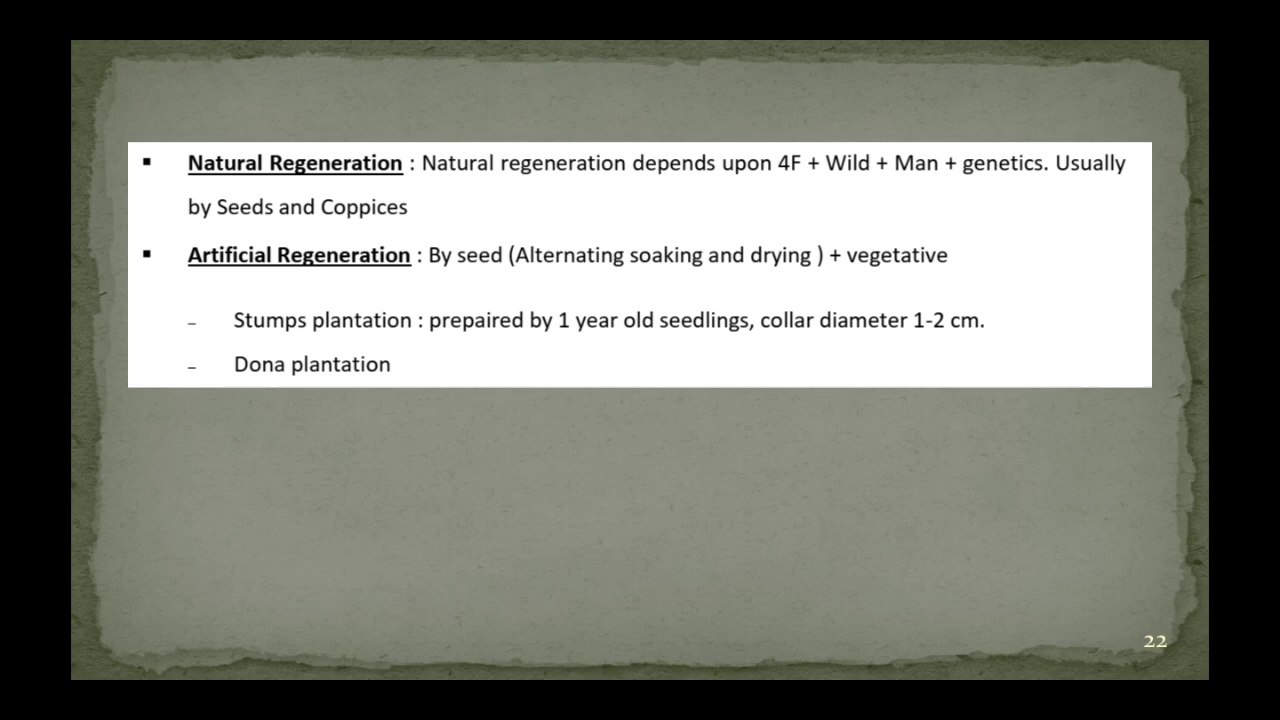 ▪ Natural Regeneration : Natural regeneration depends upon 4F + Wild + Man + genetics. Usually
by Seeds and Coppices
▪ Artificial Regeneration : By seed (Alternating soaking and drying ) + vegetative
– Stumps plantation : prepaired by 1 year old seedlings, collar diameter 1-2 cm.
– Dona plantation
22